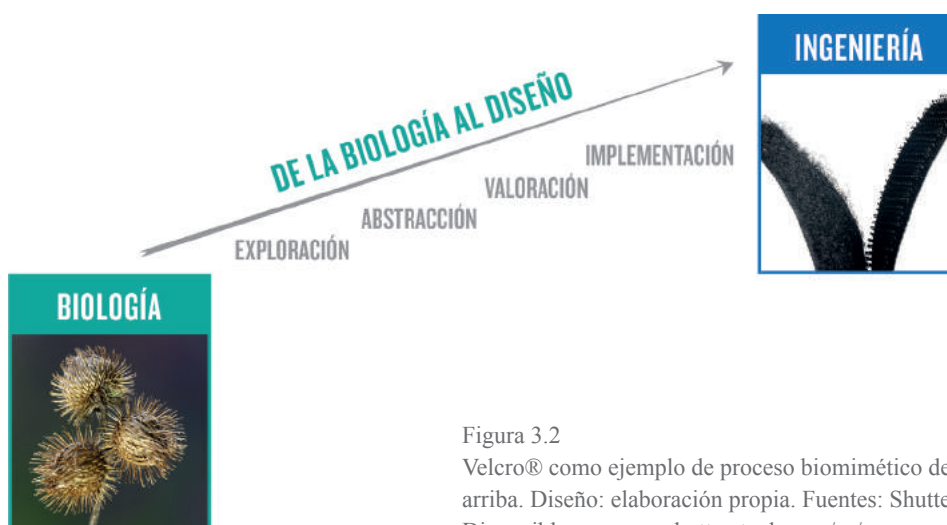 INGENIERÍA
DE LA BIOLOGÍA AL DISEÑO
IMPLEMENTACIÓN
VALORACIÓN
ABSTRACCIÓN
EXPLORACIÓN
BIOLOGÍA
Figura 3.2
Velcro® como ejemplo de proceso biomimético de
arriba. Diseño: elaboración propia. Fuentes: Shutte